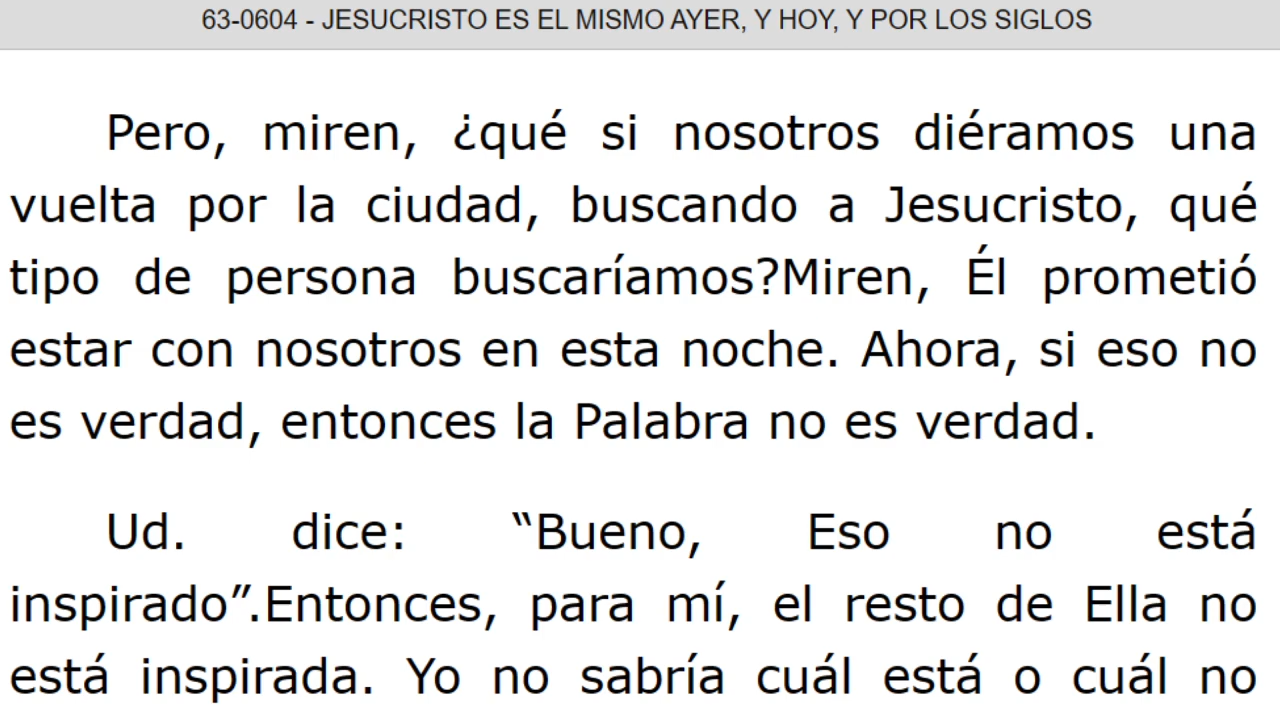 63-0604 - JESUCRISTO ES EL MISMO AYER, Y HOY, Y POR LOS SIGLOS
Pero, miren, ¿qué si nosotros diéramos una
vuelta por la ciudad, buscando a Jesucristo, qué
tipo de persona buscaríamos?Miren, Él prometió
estar con nosotros en esta noche. Ahora, si eso no
es verdad, entonces la Palabra no es verdad.
Ud. dice: “Bueno, Eso no está
inspirado”.Entonces, para mí, el resto de Ella no
está inspirada. Yo no sabría cuál está o cuál no